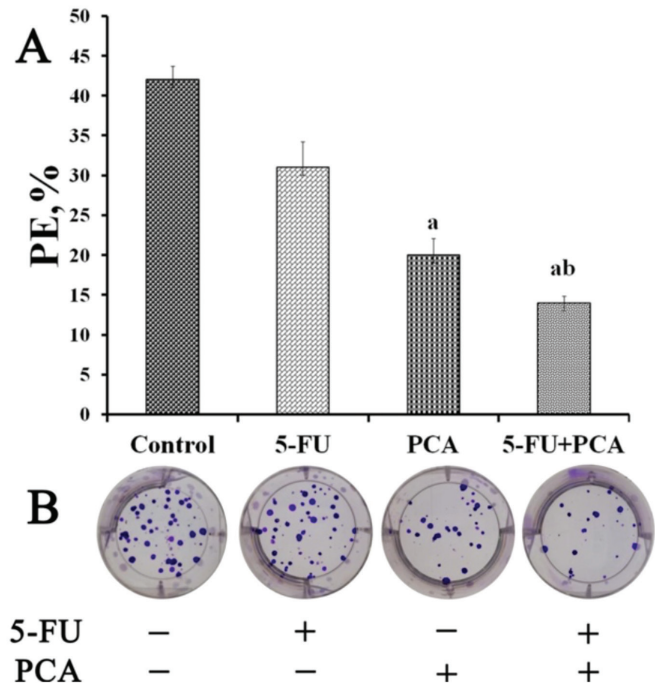 A
PE,%
50
45
40
35
30
25
20
15
10
5
0
a
ab
Control 5-FU PCA 5-FU+PCA
B
5-FU − + − +
PCA − − + +